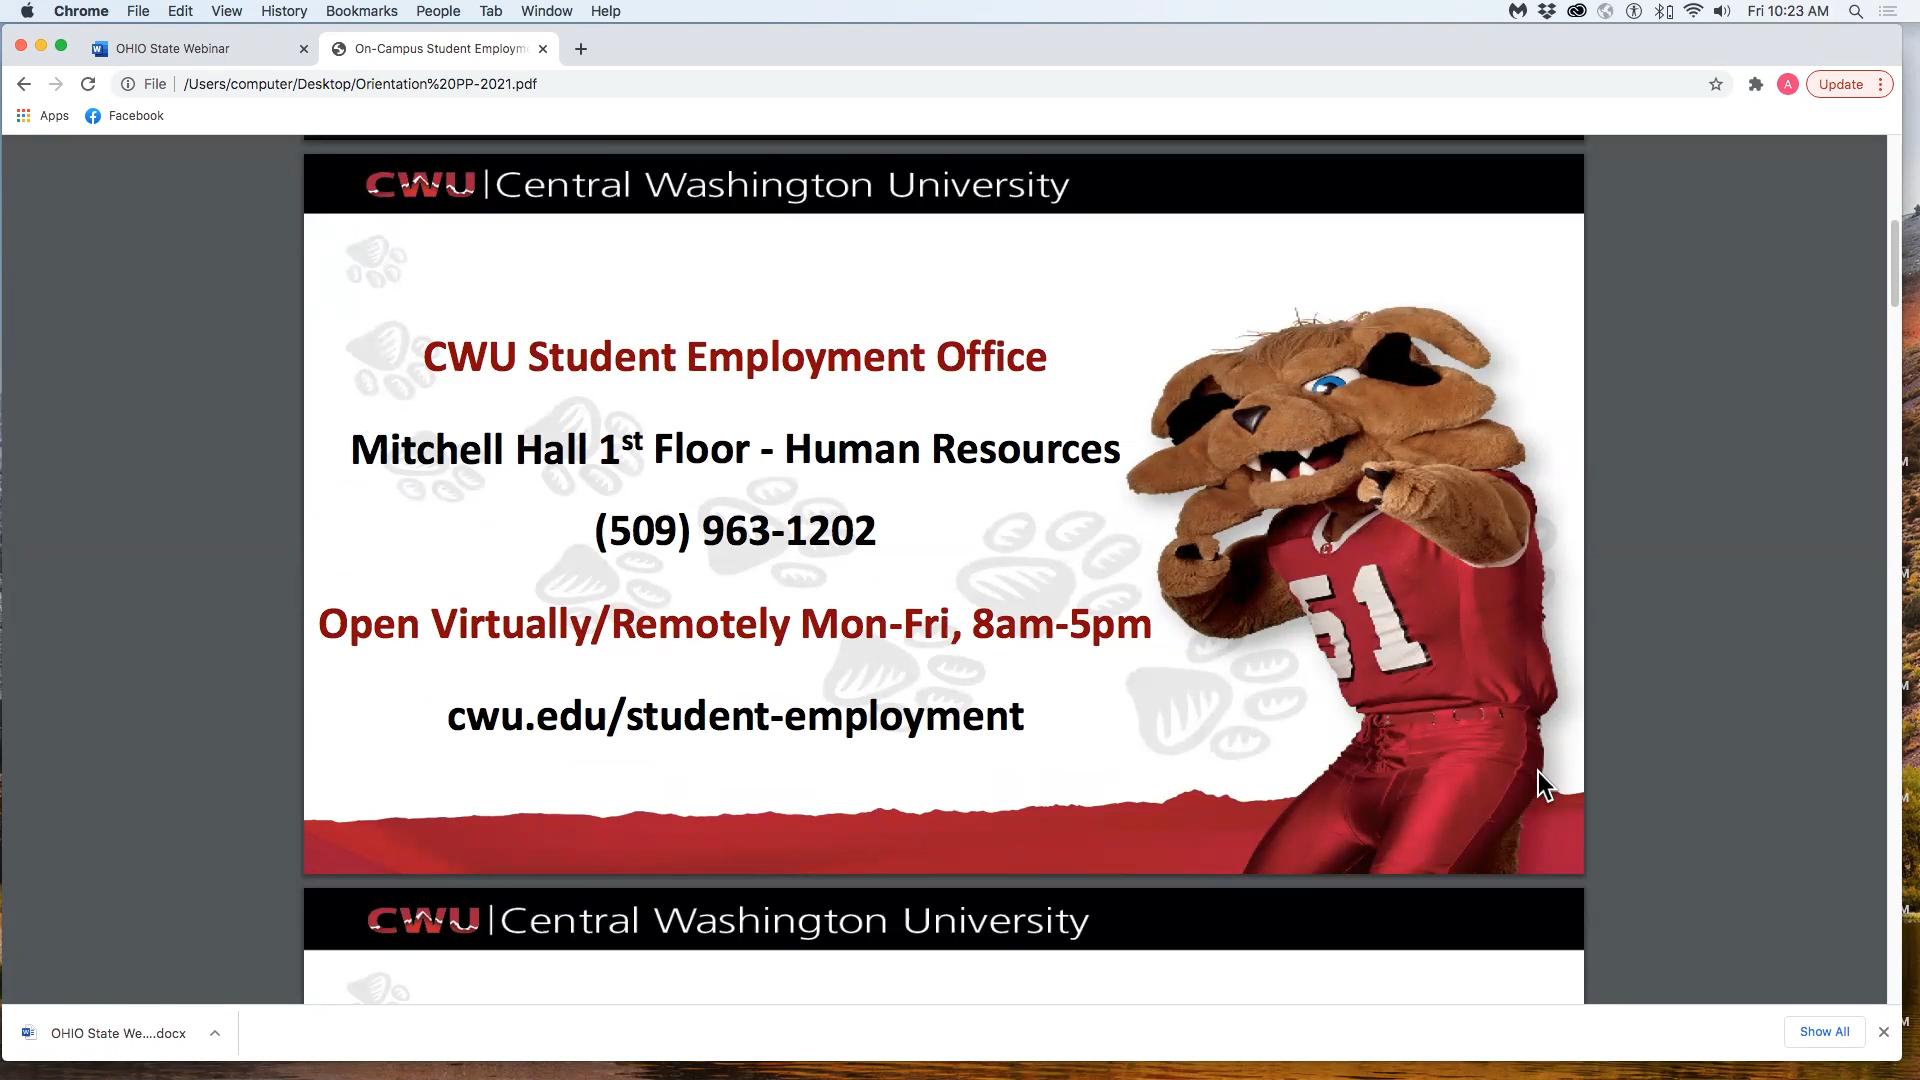 Chrome File Edit View History Bookmarks People Tab Window Help Fri 10:23 AM
OHIO State Webinar On-Campus Student Employm
File /Users/computer/Desktop/Orientation%20PP-2021.pdf A Update
Apps Facebook
CWU | Central Washington University
CWU Student Employment Office
Mitchell Hall 1st Floor - Human Resources
(509) 963-1202
Open Virtually/Remotely Mon-Fri, 8am-5pm
cwu.edu/student-employment
51
CWU | Central Washington University
OHIO State We....docx Show All